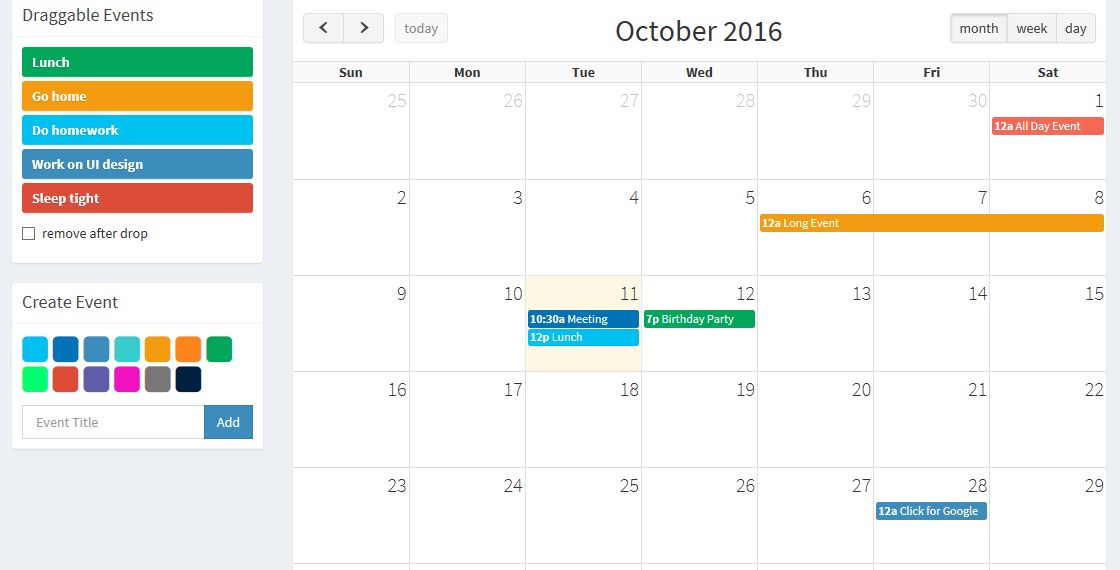 Draggable Events
Lunch
Go home
Do homework
Work on UI design
Sleep tight
remove after drop
Create Event
Event Title Add
today
October 2016
month week day
Sun Mon Tue Wed Thu Fri Sat
25 26 27 28 29 30 1
12a All Day Event
2 3 4 5 6 7 8
12a Long Event
9 10 11 12 13 14 15
10:30a Meeting 7p Birthday Party
12p Lunch
16 17 18 19 20 21 22
23 24 25 26 27 28 29
12a Click for Google